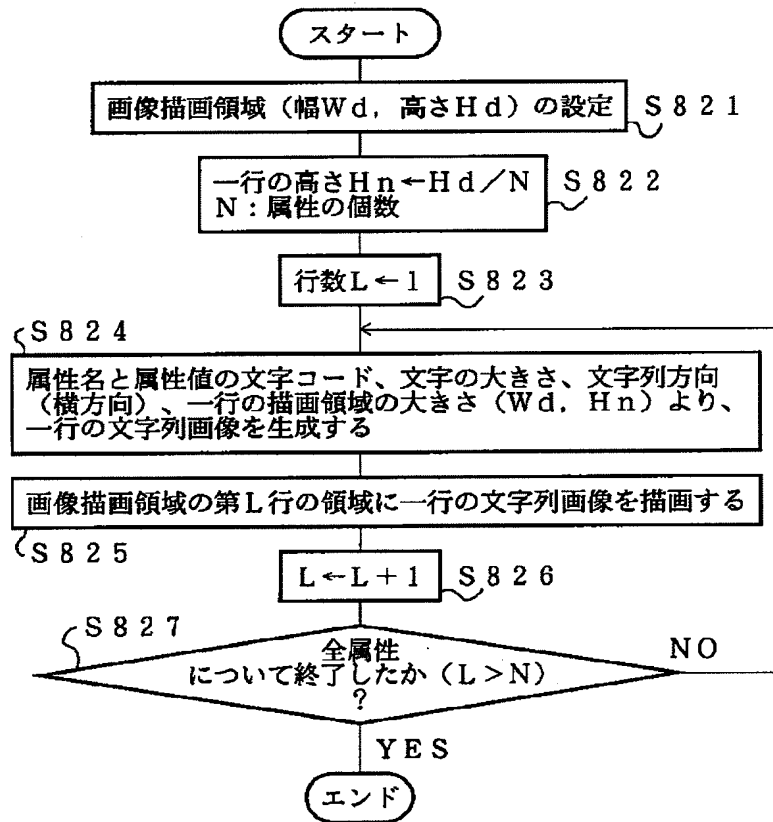 スタート
画像描画領域（幅Wd，高さHd）の設定
S821
一行の高さHn←Hd／N
N：属性の個数
S822
行数L←1
S823
S824
属性名と属性値の文字コード、文字の大きさ、文字列方向
（横方向）、一行の描画領域の大きさ（Wd，Hn）より、
一行の文字列画像を生成する
画像描画領域の第L行の領域に一行の文字列画像を描画する
S825
L←L＋1
S826
S827
全属性
について終了したか（L＞N）
？
NO
YES
エンド